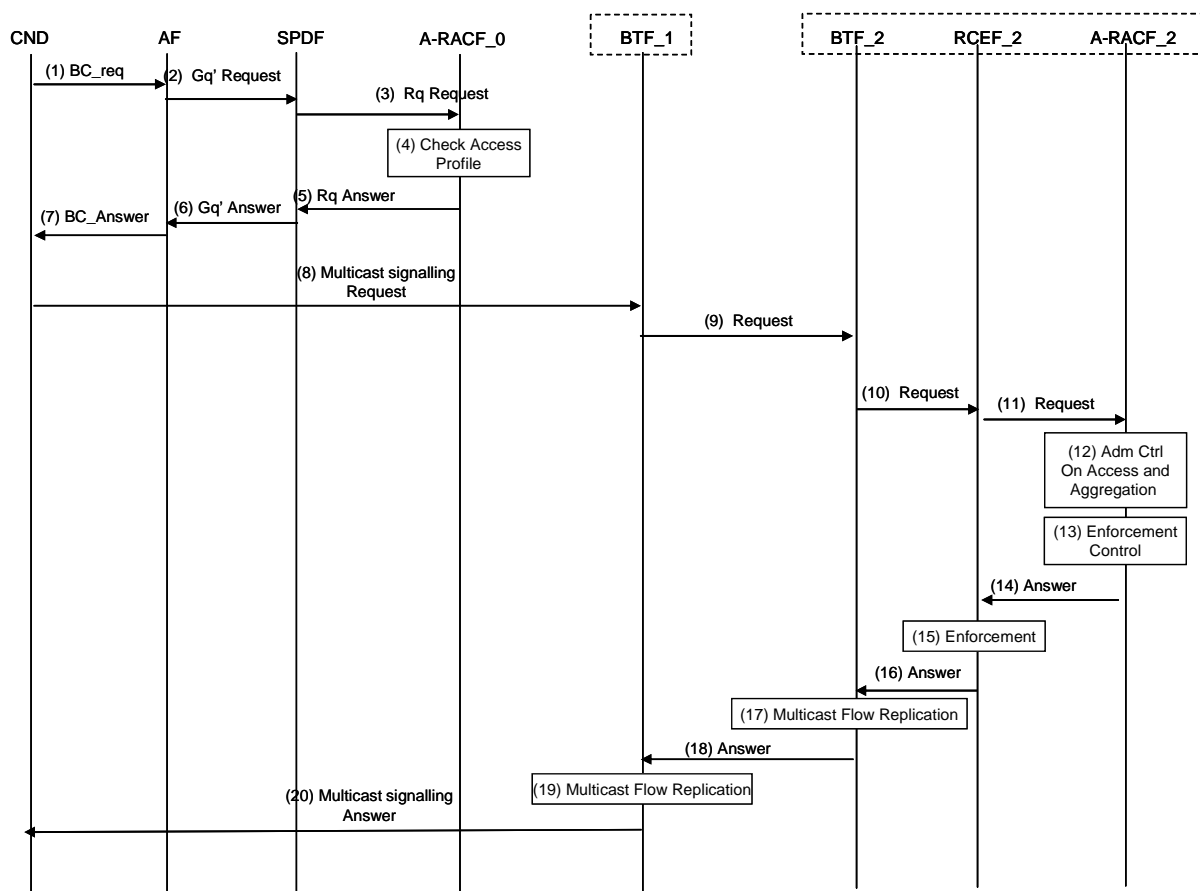 CND
AF
SPDF
A-RACF_0
BTF_1
BTF_2
RCEF_2
A-RACF_2
(1) BC_req
(2) Gq' Request
(3) Rq Request
(4) Check Access
Profile
(5) Rq Answer
(6) Gq' Answer
(7) BC_Answer
(8) Multicast signalling
Request
(9) Request
(10) Request
(11) Request
(12) Adm Ctrl
On Access and
Aggregation
(13) Enforcement
Control
(14) Answer
(15) Enforcement
(16) Answer
(17) Multicast Flow Replication
(18) Answer
(19) Multicast Flow Replication
(20) Multicast signalling
Answer